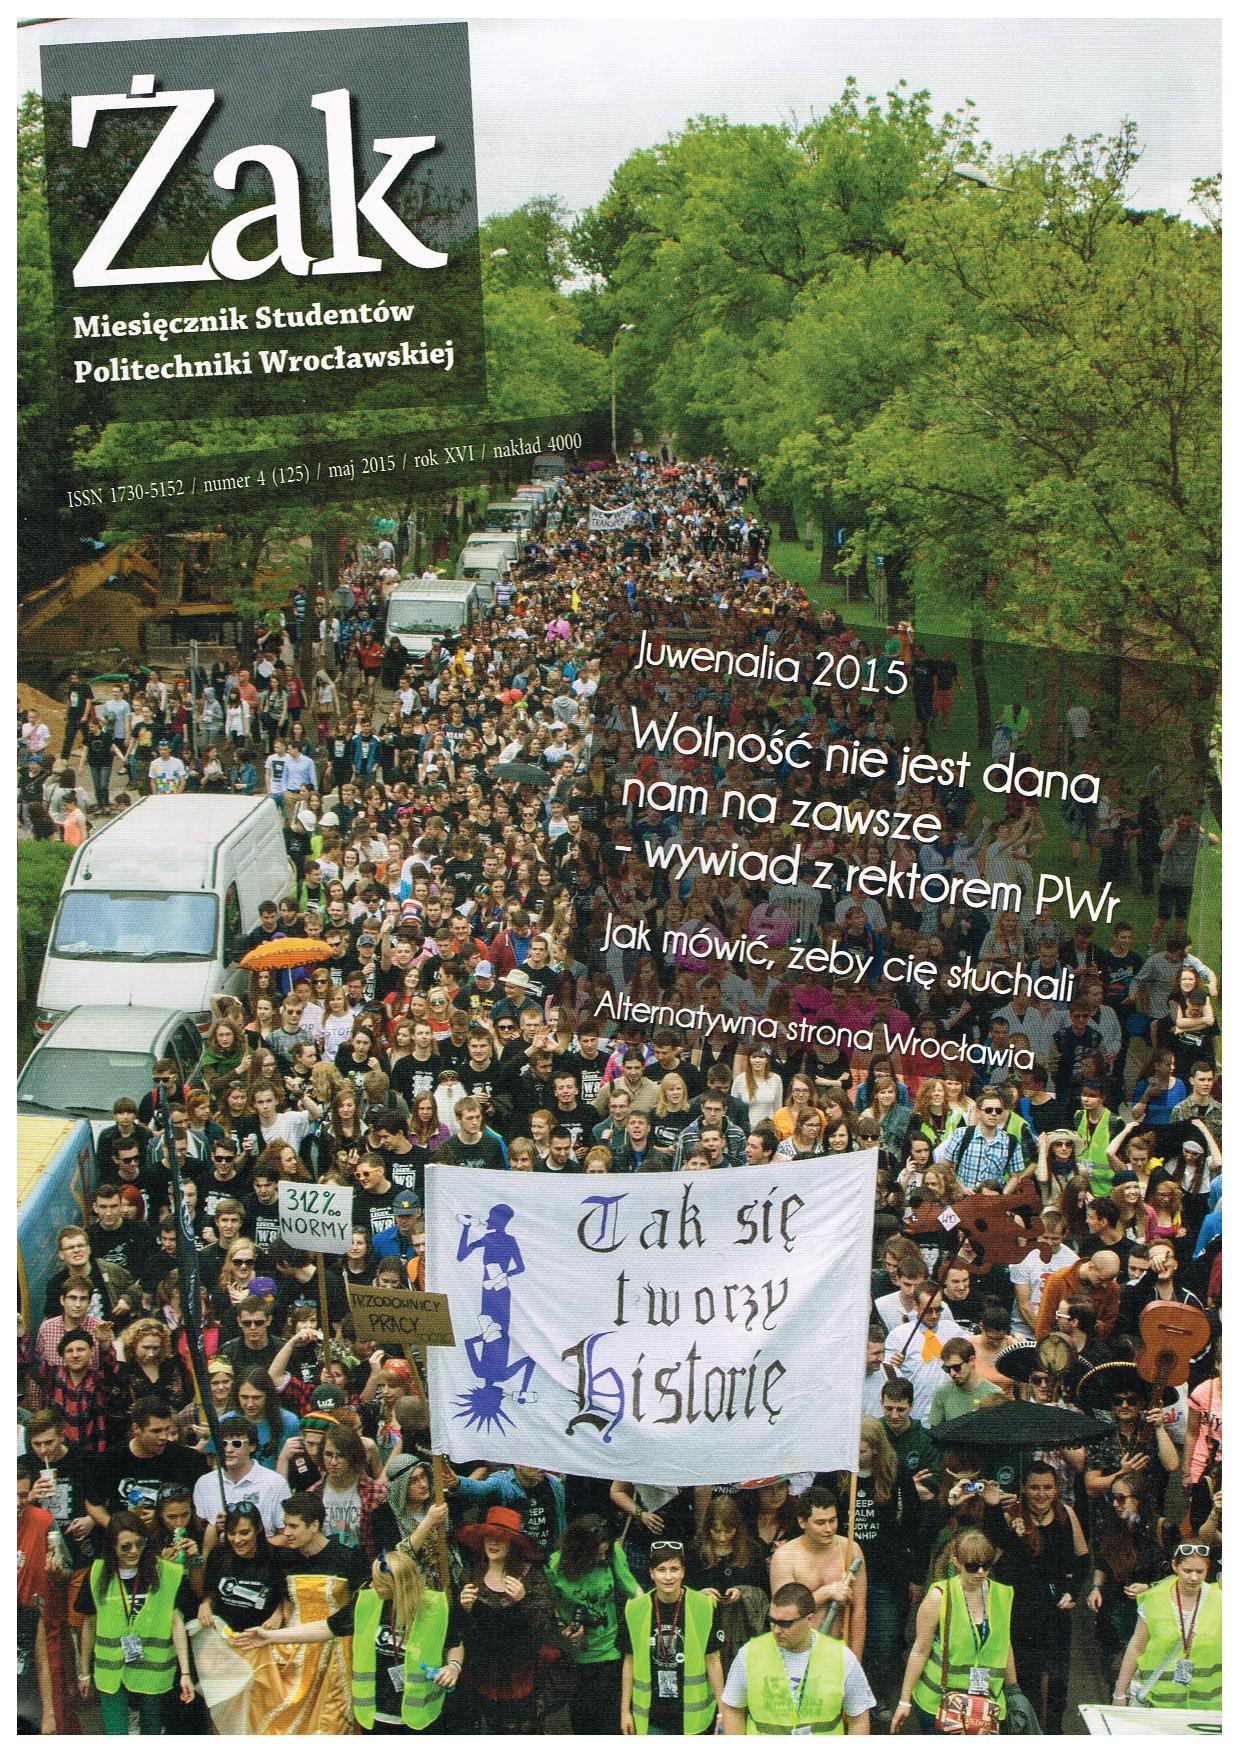 Żak
Miesięcznik Studentów
Politechniki Wrocławskiej
ISSN 1730-5152 / numer 4 (125) / maj 2015 / rok XVI / nakład 4000
Juwenalia 2015
Wolność nie jest dana
nam na zawsze
– wywiad z rektorem PWr
Jak mówić, żeby cię słuchali
Alternatywna strona Wrocławia
312‰
NORMY
PRACY
Tak się
tworzy
historię